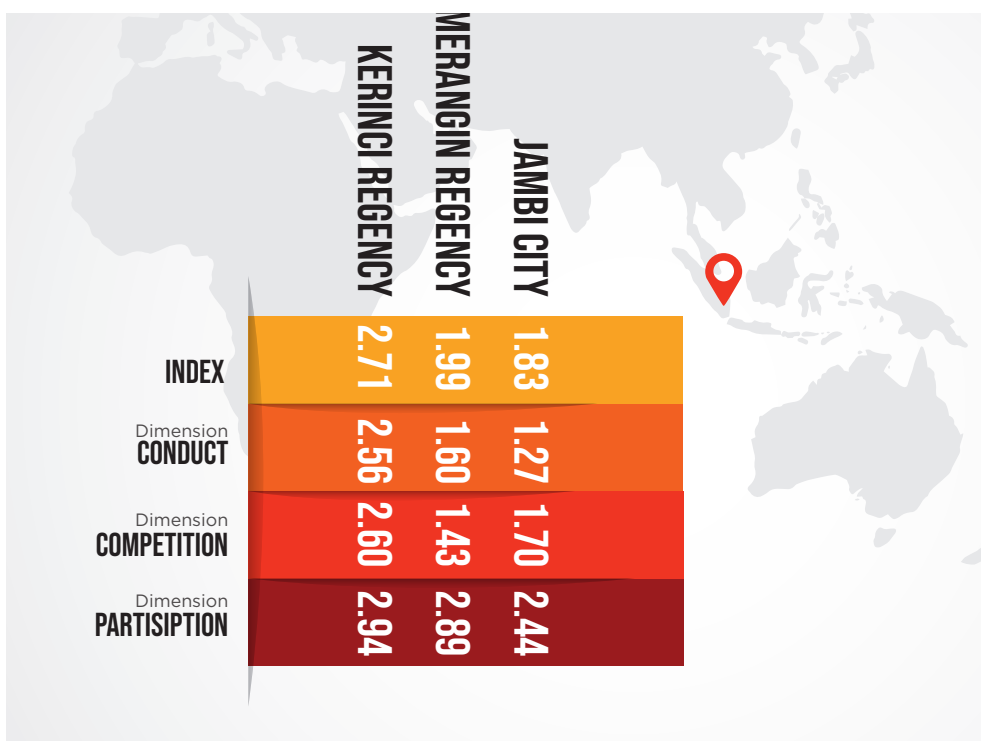 KERINCI REGENCY
MERANGIN REGENCY
JAMBI CITY
INDEX
2.71
1.99
1.83
Dimension
CONDUCT
2.56
1.60
1.27
Dimension
COMPETITION
2.60
1.43
1.70
Dimension
PARTISIPTION
2.94
2.89
2.44